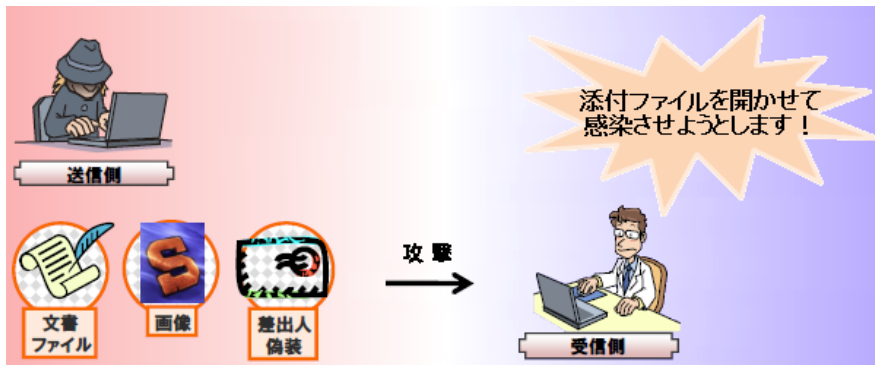 添付ファイルを開かせて
感染させようとします！
送信側
攻 撃
文書
ファイル
画像
差出人
偽装
受信側